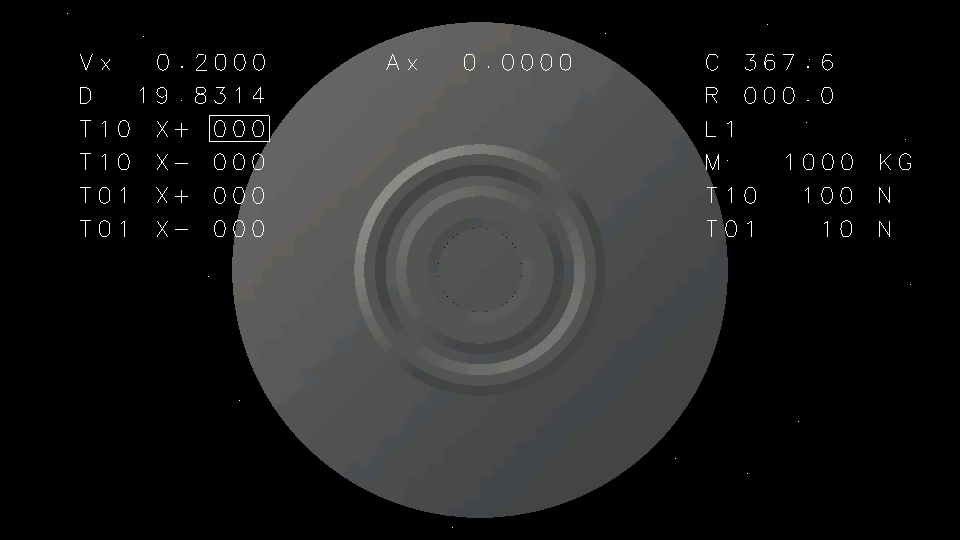 Vx 0.2000 Ax 0.0000 C 367.6
D 19.8314 R 000.0
T10 X+ 000 L1
T10 X- 000 M 1000 KG
T01 X+ 000 T10 100 N
T01 X- 000 T01 10 N